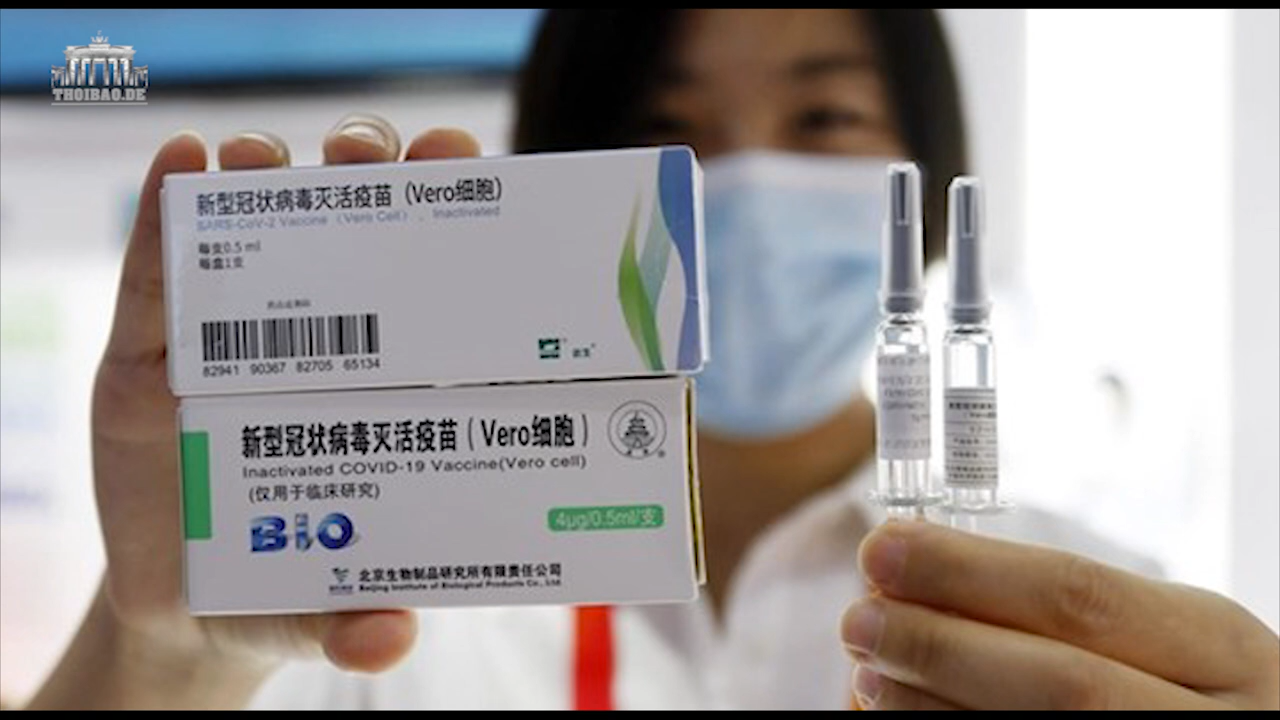 THOIBAO.DE
新型冠状病毒灭活疫苗（Vero细胞）
SARS-CoV-2 Vaccine（Vero Cell）, Inactivated
每支0.5 ml
每盒1支
82941 90367 82705 65134
新型冠状病毒灭活疫苗（Vero细胞）
Inactivated COVID-19 Vaccine(Vero cell)
(仅用于临床研究)
BIO
4μg/0.5ml/支
北京生物制品研究所有限责任公司
Beijing Institute of Biological Products Co., Ltd.